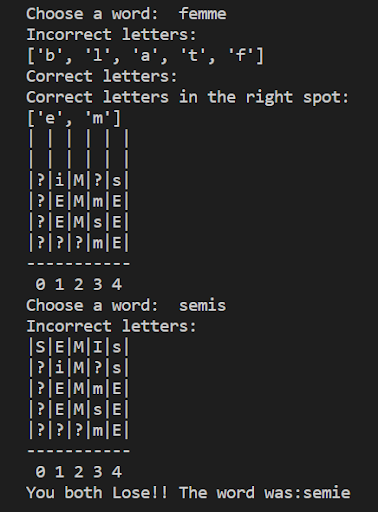 Choose a word:  femme
Incorrect letters:
['b', 'l', 'a', 't', 'f']
Correct letters:
Correct letters in the right spot:
['e', 'm']
| | | | | |
| | | | | |
|?|i|M|?|s|
|?|E|M|m|E|
|?|E|M|s|E|
|?|?|?|m|E|
-----------
 0 1 2 3 4
Choose a word:  semis
Incorrect letters:
|S|E|M|I|s|
|?|i|M|?|s|
|?|E|M|m|E|
|?|E|M|s|E|
|?|?|?|m|E|
-----------
 0 1 2 3 4
You both Lose!! The word was:semie